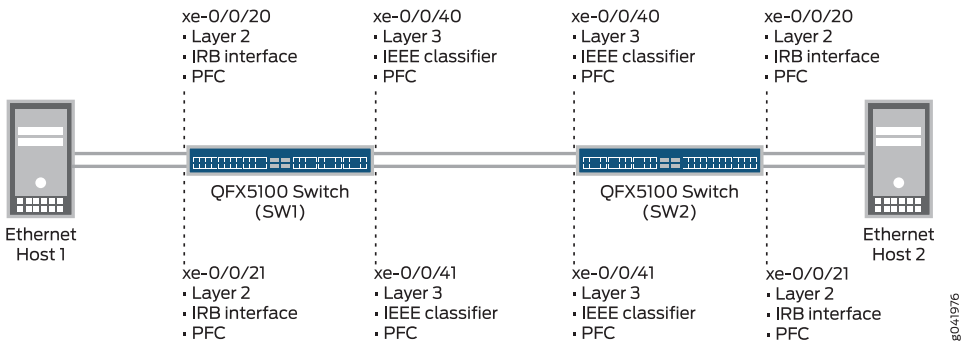 xe-0/0/20
▪ Layer 2
▪ IRB interface
▪ PFC
xe-0/0/40
▪ Layer 3
▪ IEEE classifier
▪ PFC
xe-0/0/40
▪ Layer 3
▪ IEEE classifier
▪ PFC
xe-0/0/20
▪ Layer 2
▪ IRB interface
▪ PFC
Ethernet
Host 1
QFX5100 Switch
(SW1)
QFX5100 Switch
(SW2)
Ethernet
Host 2
xe-0/0/21
▪ Layer 2
▪ IRB interface
▪ PFC
xe-0/0/41
▪ Layer 3
▪ IEEE classifier
▪ PFC
xe-0/0/41
▪ Layer 3
▪ IEEE classifier
▪ PFC
xe-0/0/21
▪ Layer 2
▪ IRB interface
▪ PFC
g041976